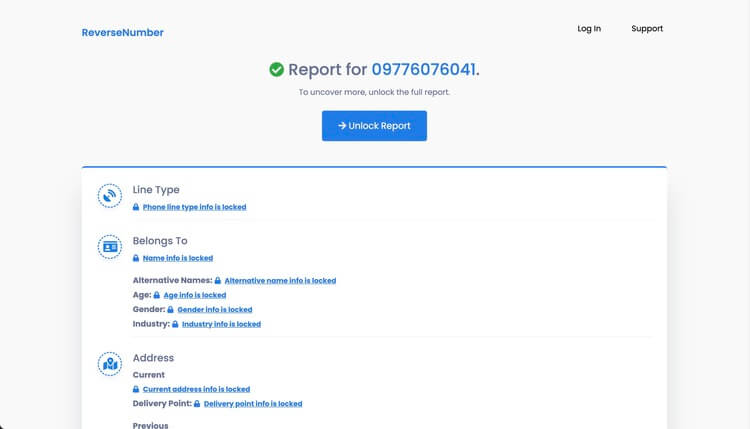 ReverseNumber
Log In Support
Report for 09776076041.
To uncover more, unlock the full report.
Unlock Report
Line Type
Phone line type info is locked
Belongs To
Name info is locked
Alternative Names: Alternative name info is locked
Age: Age info is locked
Gender: Gender info is locked
Industry: Industry info is locked
Address
Current
Current address info is locked
Delivery Point: Delivery point info is locked
Previous